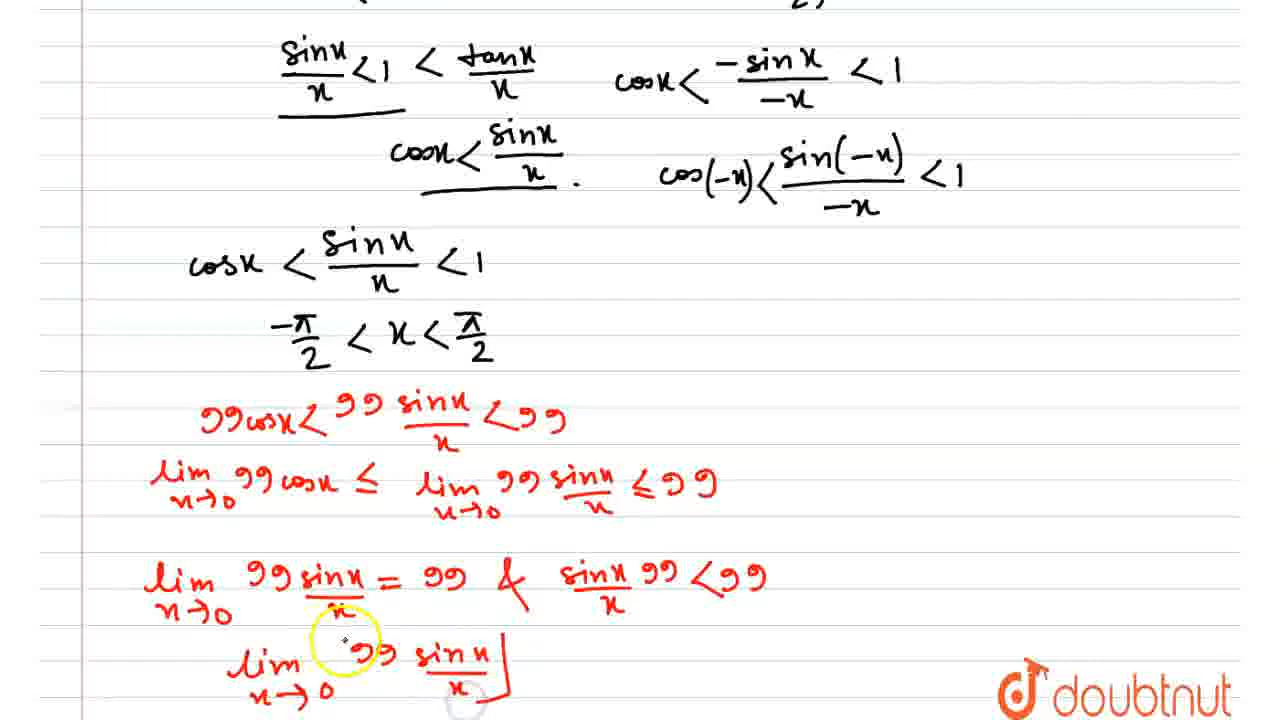 sinx/x < 1 < tanx/x
cosx < sinx/x .
cosx < -sinx/-x < 1
cos(-x) < sin(-x)/-x < 1
cosx < sinx/x < 1
-π/2 < x < π/2
99cosx < 99 sinx/x < 99
lim x→0 99cosx ≤ lim x→0 99 sinx/x ≤ 99
lim x→0 99 sinx/x = 99 & sinx/x 99 < 99
lim x→0 99 sinx/x ]
doubtnut